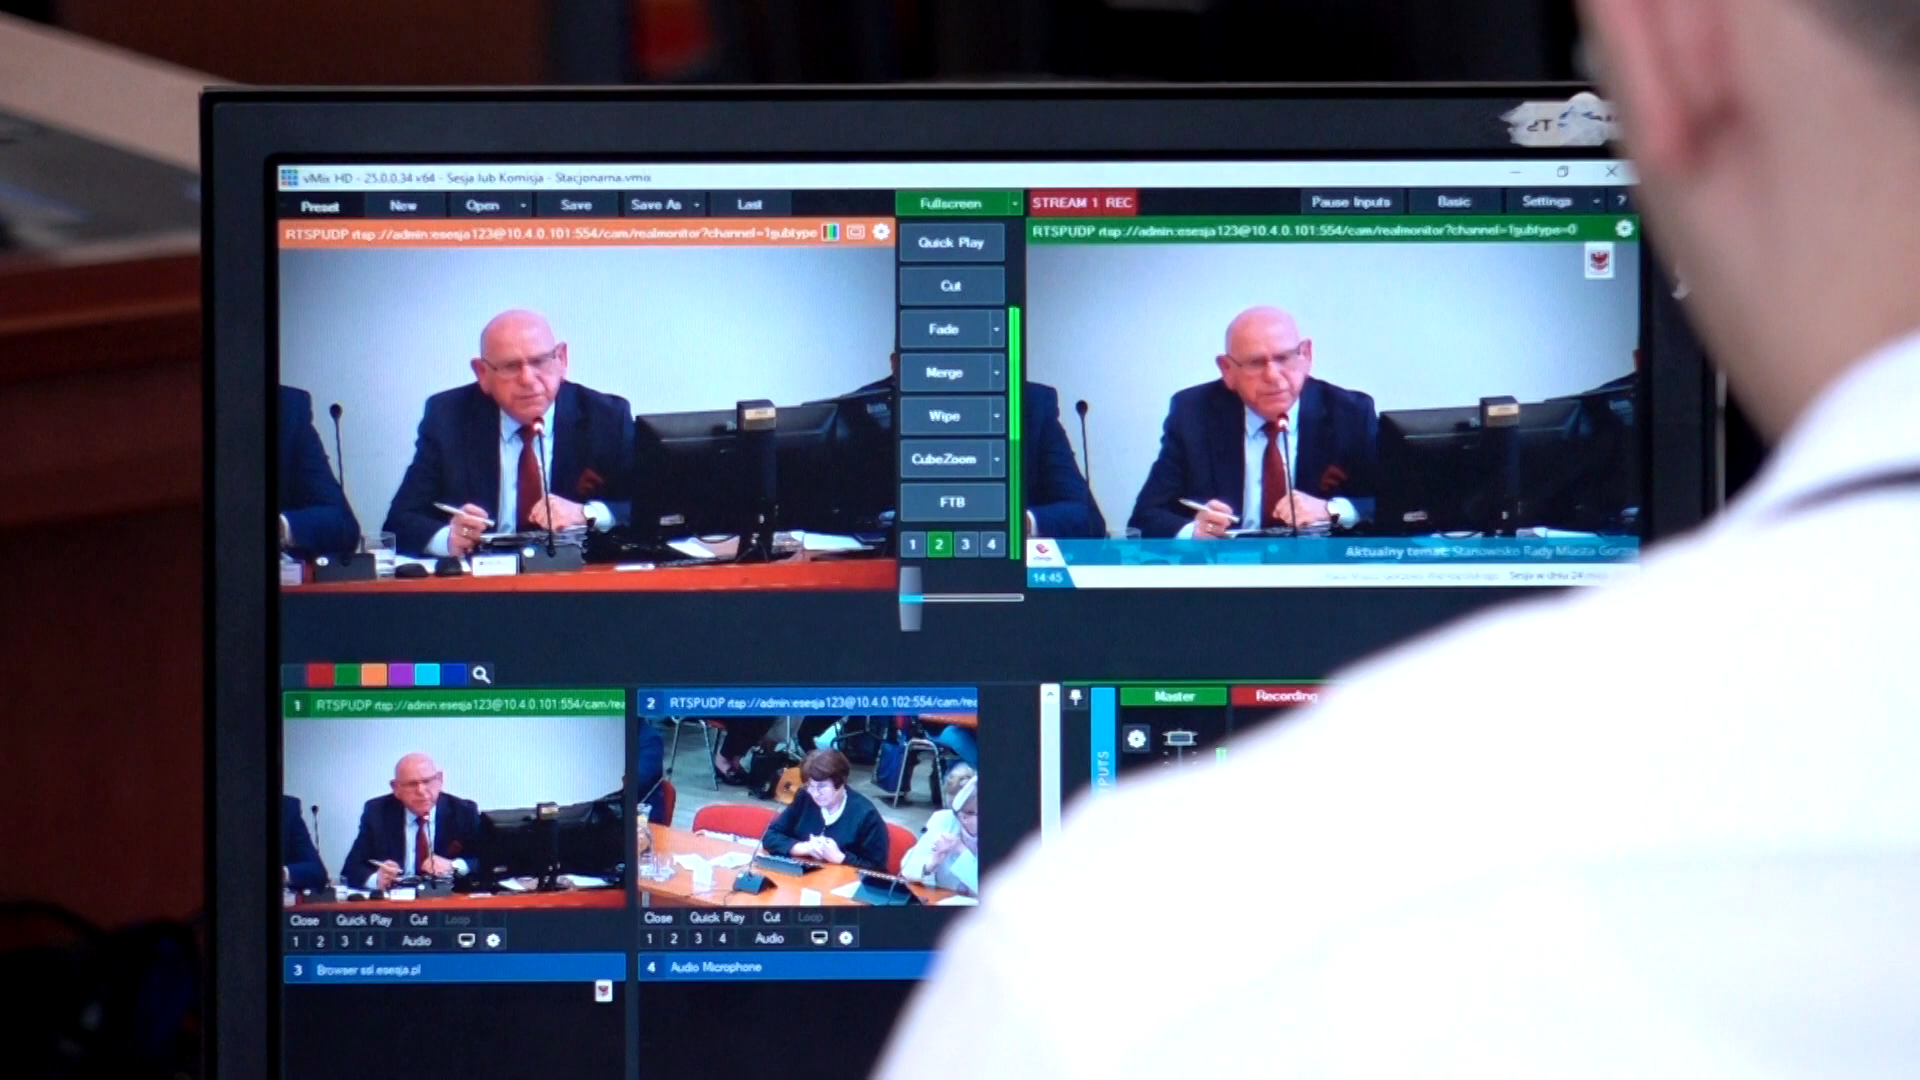 vMix HD - 25.0.0.34 x64 - Sesja lub Komisja - Stacjonarna.vmix
Preset New Open Save Save As Last Fullscreen STREAM 1 REC Pause Inputs Basic Settings ?
RTSPUDP rtsp://admin:esesja123@10.4.0.101:554/cam/realmonitor?channel=1&subtype
RTSPUDP rtsp://admin:esesja123@10.4.0.101:554/cam/realmonitor?channel=1&subtype=0
Quick Play
Cut
Fade
Merge
Wipe
CubeZoom
FTB
1 2 3 4
Aktualny temat: Stanowisko Rady Miasta Gorzo
14:45
Sesja w dniu 24 maj
1 RTSPUDP rtsp://admin:esesja123@10.4.0.101:554/cam/rea
2 RTSPUDP rtsp://admin:esesja123@10.4.0.102:554/cam/rea
Master Recording
PUTS
Close Quick Play Cut Loop
1 2 3 4 Audio
Close Quick Play Cut Loop
1 2 3 4 Audio
3 Browser ssl.esesja.pl
4 Audio Microphone